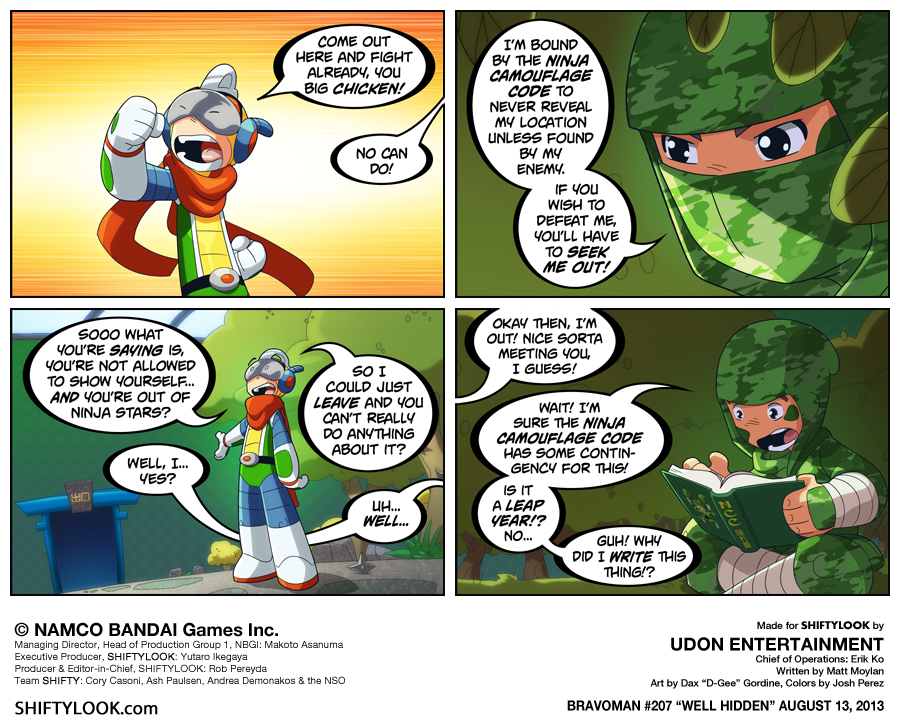 COME OUT
HERE AND FIGHT
ALREADY, YOU
BIG CHICKEN!
NO CAN
DO!
I'M BOUND
BY THE NINJA
CAMOUFLAGE
CODE TO
NEVER REVEAL
MY LOCATION
UNLESS FOUND
BY MY
ENEMY.
IF YOU
WISH TO
DEFEAT ME,
YOU'LL HAVE
TO SEEK
ME OUT!
SOOO WHAT
YOU'RE SAYING IS,
YOU'RE NOT ALLOWED
TO SHOW YOURSELF...
AND YOU'RE OUT OF
NINJA STARS?
WELL, I...
YES?
SO I
COULD JUST
LEAVE AND YOU
CAN'T REALLY
DO ANYTHING
ABOUT IT?
UH...
WELL...
出口
OKAY THEN, I'M
OUT! NICE SORTA
MEETING YOU,
I GUESS!
WAIT! I'M
SURE THE NINJA
CAMOUFLAGE CODE
HAS SOME CONTIN-
GENCY FOR THIS!
IS IT
A LEAP
YEAR!?
NO...
GUH! WHY
DID I WRITE THIS
THING!?
NCC
© NAMCO BANDAI Games Inc.
Managing Director, Head of Production Group 1, NBGI: Makoto Asanuma
Executive Producer, SHIFTYLOOK: Yutaro Ikegaya
Producer & Editor-in-Chief, SHIFTYLOOK: Rob Pereyda
Team SHIFTY: Cory Casoni, Ash Paulsen, Andrea Demonakos & the NSO
SHIFTYLOOK.com
Made for SHIFTYLOOK by
UDON ENTERTAINMENT
Chief of Operations: Erik Ko
Written by Matt Moylan
Art by Dax "D-Gee" Gordine, Colors by Josh Perez
BRAVOMAN #207 "WELL HIDDEN" AUGUST 13, 2013